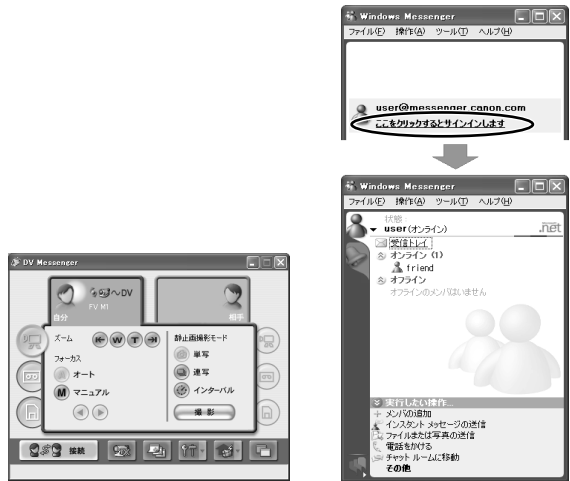 Windows Messenger
ファイル(F) 操作(A) ツール(T) ヘルプ(H)
user@messenger.canon.com
ここをクリックするとサインインします
Windows Messenger
ファイル(F) 操作(A) ツール(T) ヘルプ(H)
状態
user(オンライン)
.net
受信トレイ
オンライン (1)
friend
オフライン
オフラインのメンバはいません
実行したい操作...
メンバの追加
インスタント メッセージの送信
ファイルまたは写真の送信
電話をかける
チャット ルームに移動
その他
DV Messenger
DV
FV M1
自分
相手
ズーム
W T
静止画撮影モード
単写
フォーカス
オート
連写
M マニュアル
インターバル
撮 影
接続